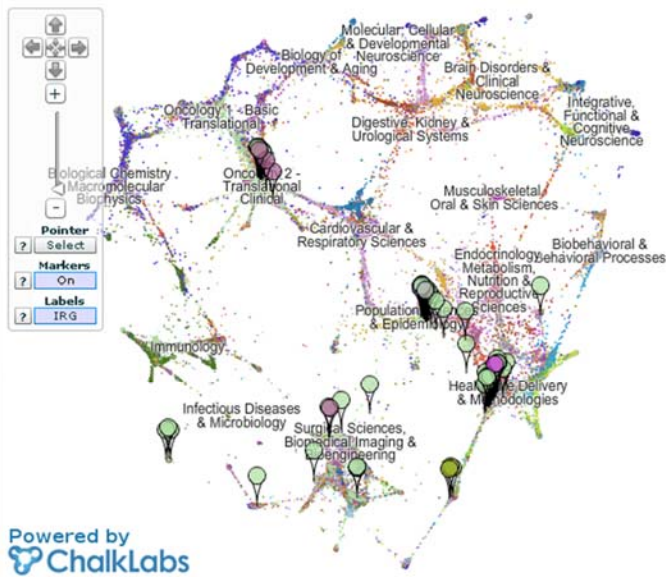 +
-
Pointer
? Select
Markers
? On
Labels
? IRG
Molecular, Cellular
& Developmental
Neuroscience
Biology of
Development & Aging
Brain Disorders &
Clinical
Neuroscience
Integrative,
Functional &
Cognitive
Neuroscience
Oncology 1 - Basic
Translational
Digestive, Kidney &
Urological Systems
Biological Chemistry
Macromolecular
Biophysics
Oncology 2 -
Translational
Clinical
Musculoskeletal
Oral & Skin Sciences
Cardiovascular &
Respiratory Sciences
Biobehavioral &
Behavioral Processes
Endocrinology,
Metabolism,
Nutrition &
Reproductive
Sciences
Population
& Epidemiology
Immunology
Health Care Delivery
& Methodologies
Infectious Diseases
& Microbiology
Surgical Sciences,
Biomedical Imaging &
Bioengineering
Powered by
ChalkLabs